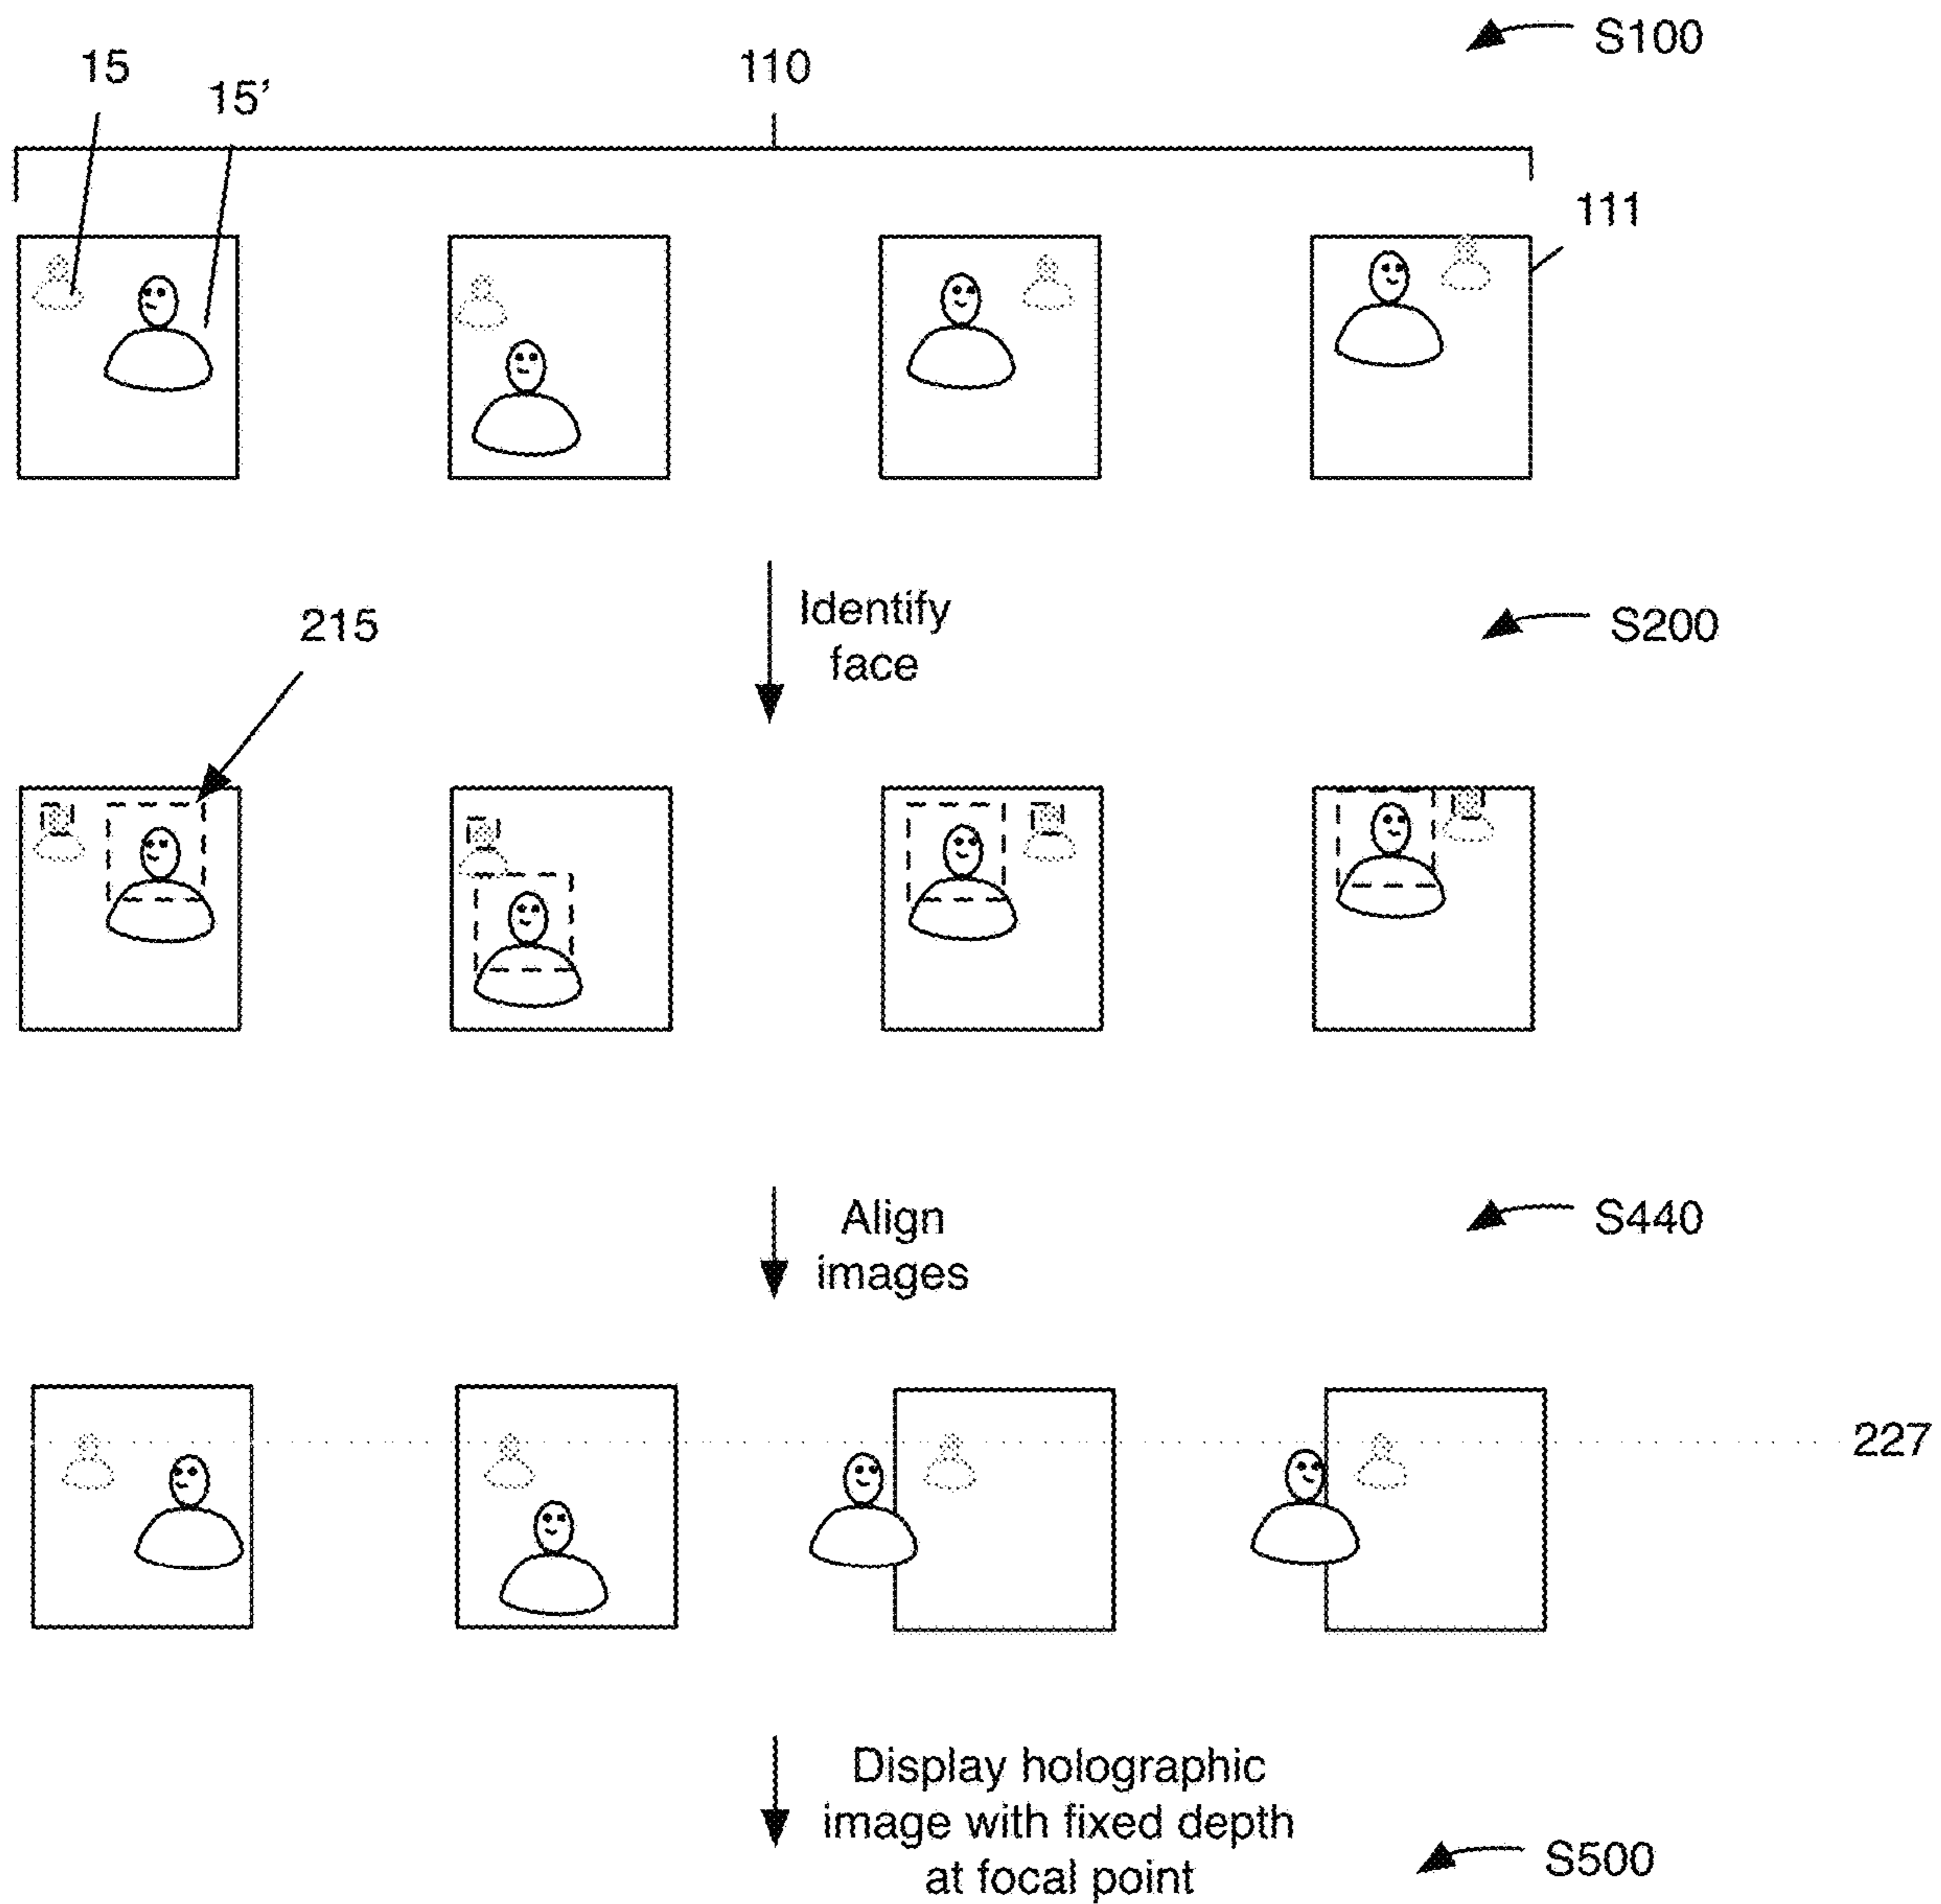 S100
15
15'
110
111
Identify
face
S200
215
Align
images
S440
227
Display holographic
image with fixed depth
at focal point
S500